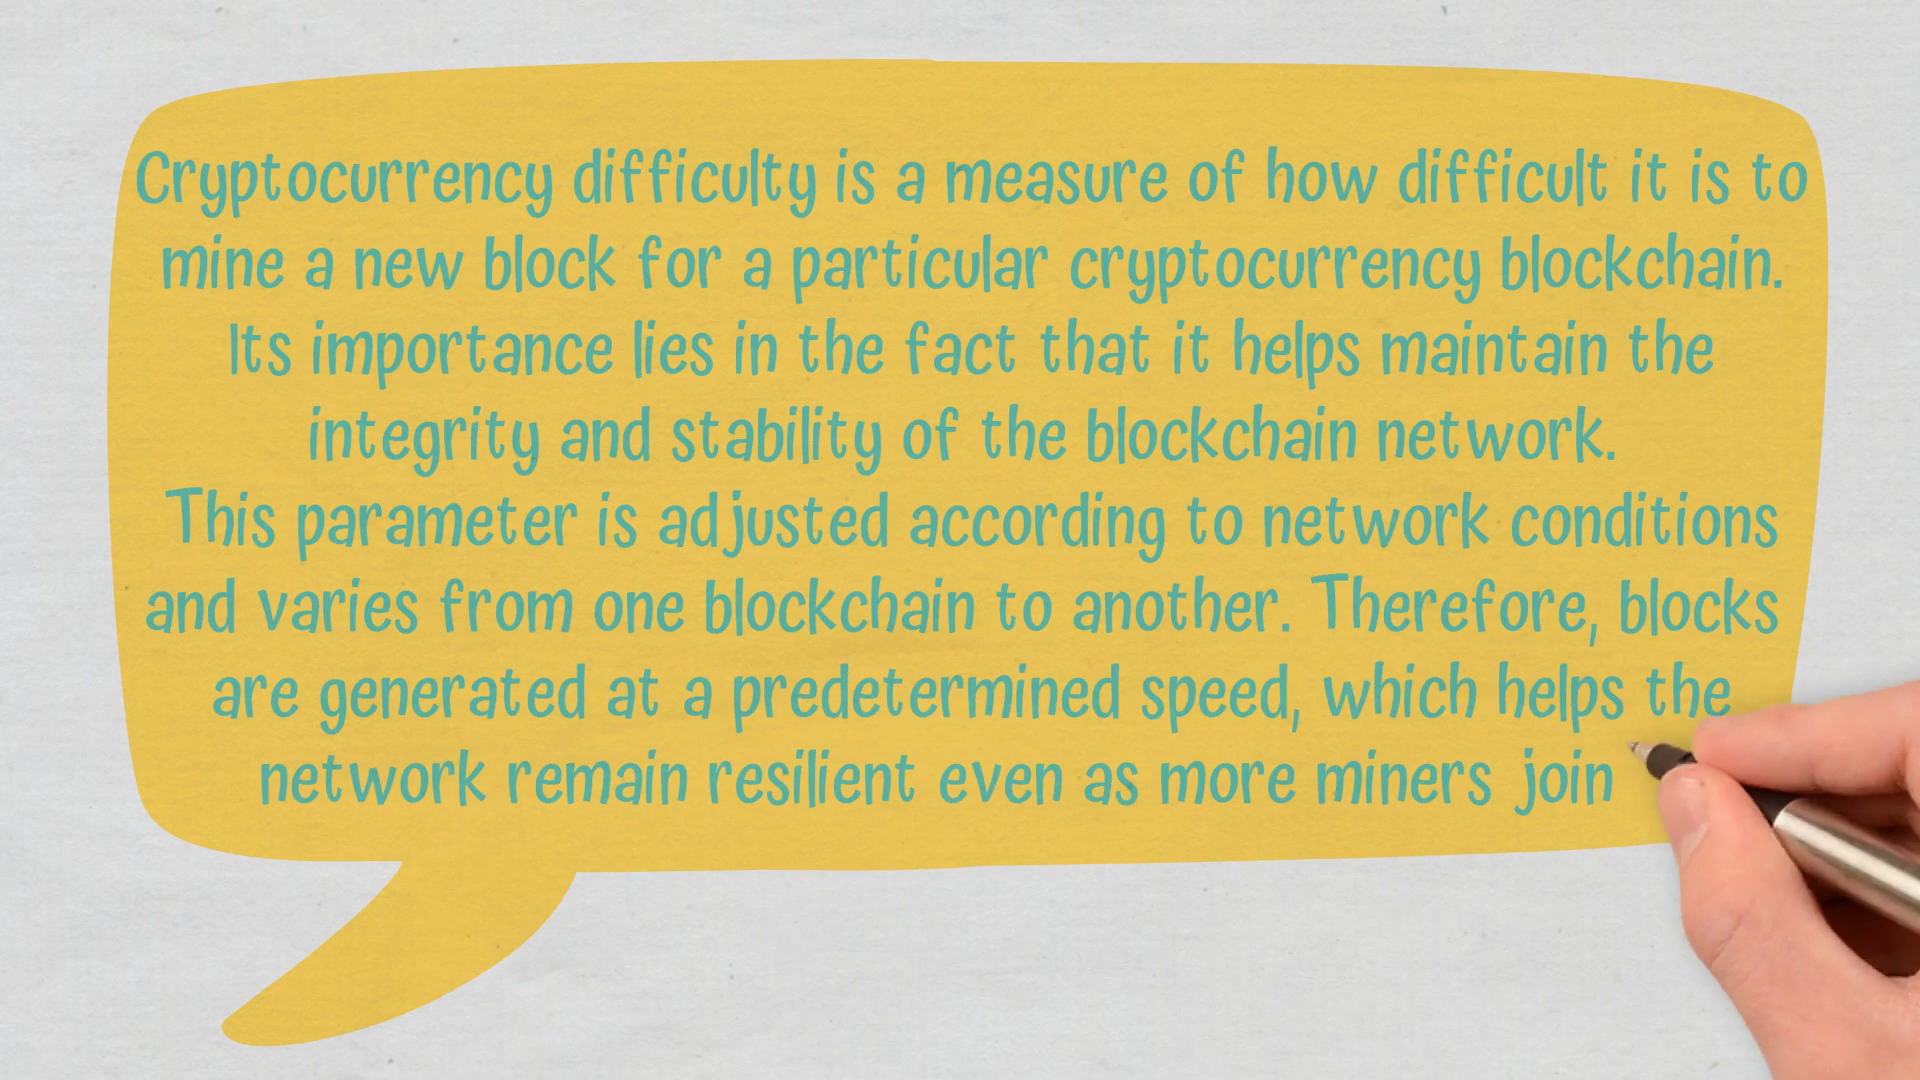 Cryptocurrency difficulty is a measure of how difficult it is to
mine a new block for a particular cryptocurrency blockchain.
Its importance lies in the fact that it helps maintain the
integrity and stability of the blockchain network.
This parameter is adjusted according to network conditions
and varies from one blockchain to another. Therefore, blocks
are generated at a predetermined speed, which helps the
network remain resilient even as more miners join